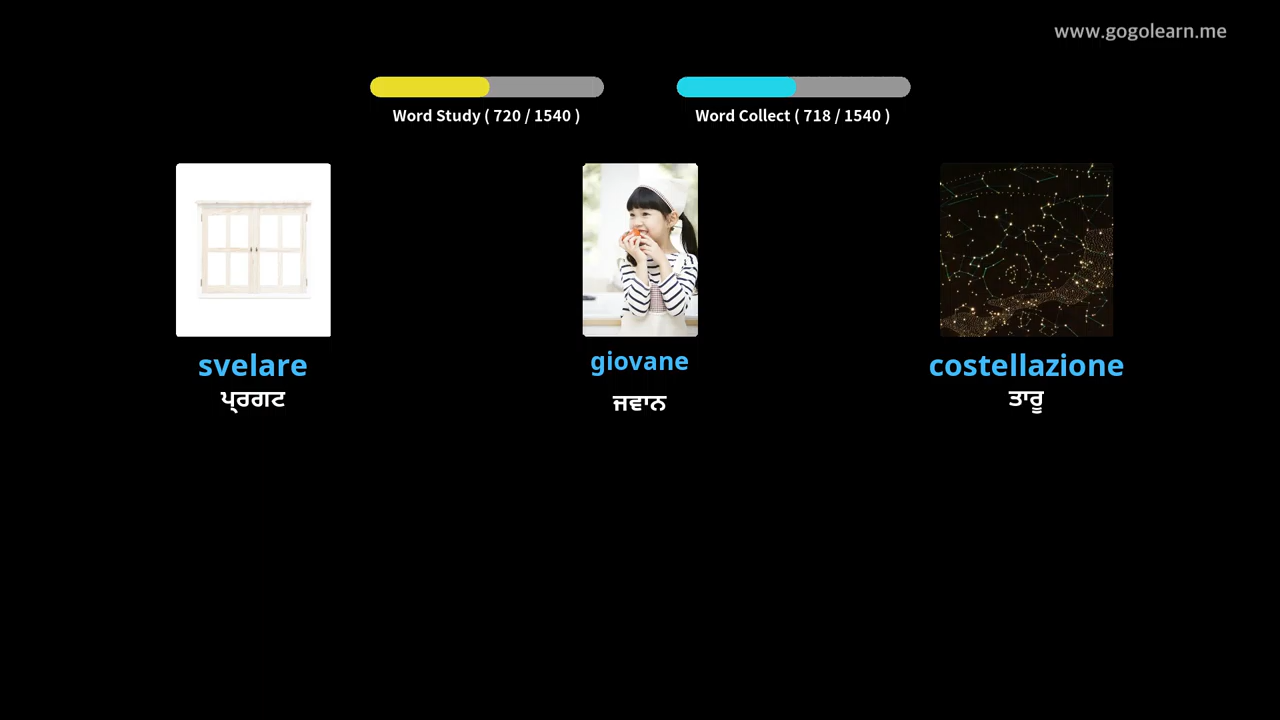 www.gogolearn.me
Word Study ( 720 / 1540 )
Word Collect ( 718 / 1540 )
svelare
ਪ੍ਰਗਟ
giovane
ਜਵਾਨ
costellazione
ਤਾਰੂ